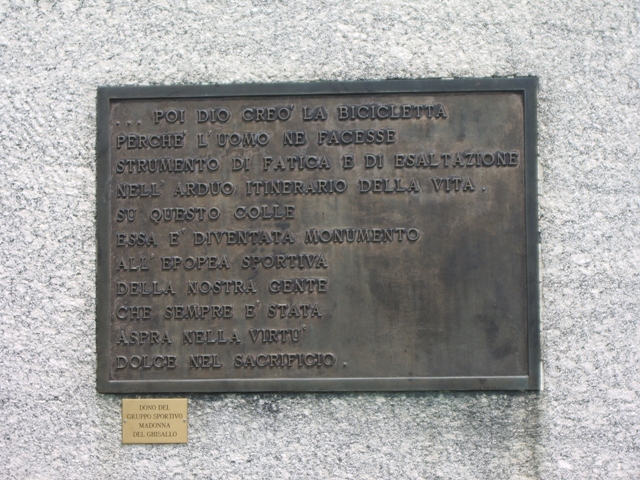 ... POI DIO CREO' LA BICICLETTA
PERCHE' L'UOMO NE FACESSE
STRUMENTO DI FATICA E DI ESALTAZIONE
NELL' ARDUO ITINERARIO DELLA VITA .
SU QUESTO COLLE
ESSA E' DIVENTATA MONUMENTO
ALL' EPOPEA SPORTIVA
DELLA NOSTRA GENTE
CHE SEMPRE E' STATA
ASPRA NELLA VIRTU'
DOLCE NEL SACRIFICIO .
DONO DEL
GRUPPO SPORTIVO
MADONNA
DEL GHISALLO